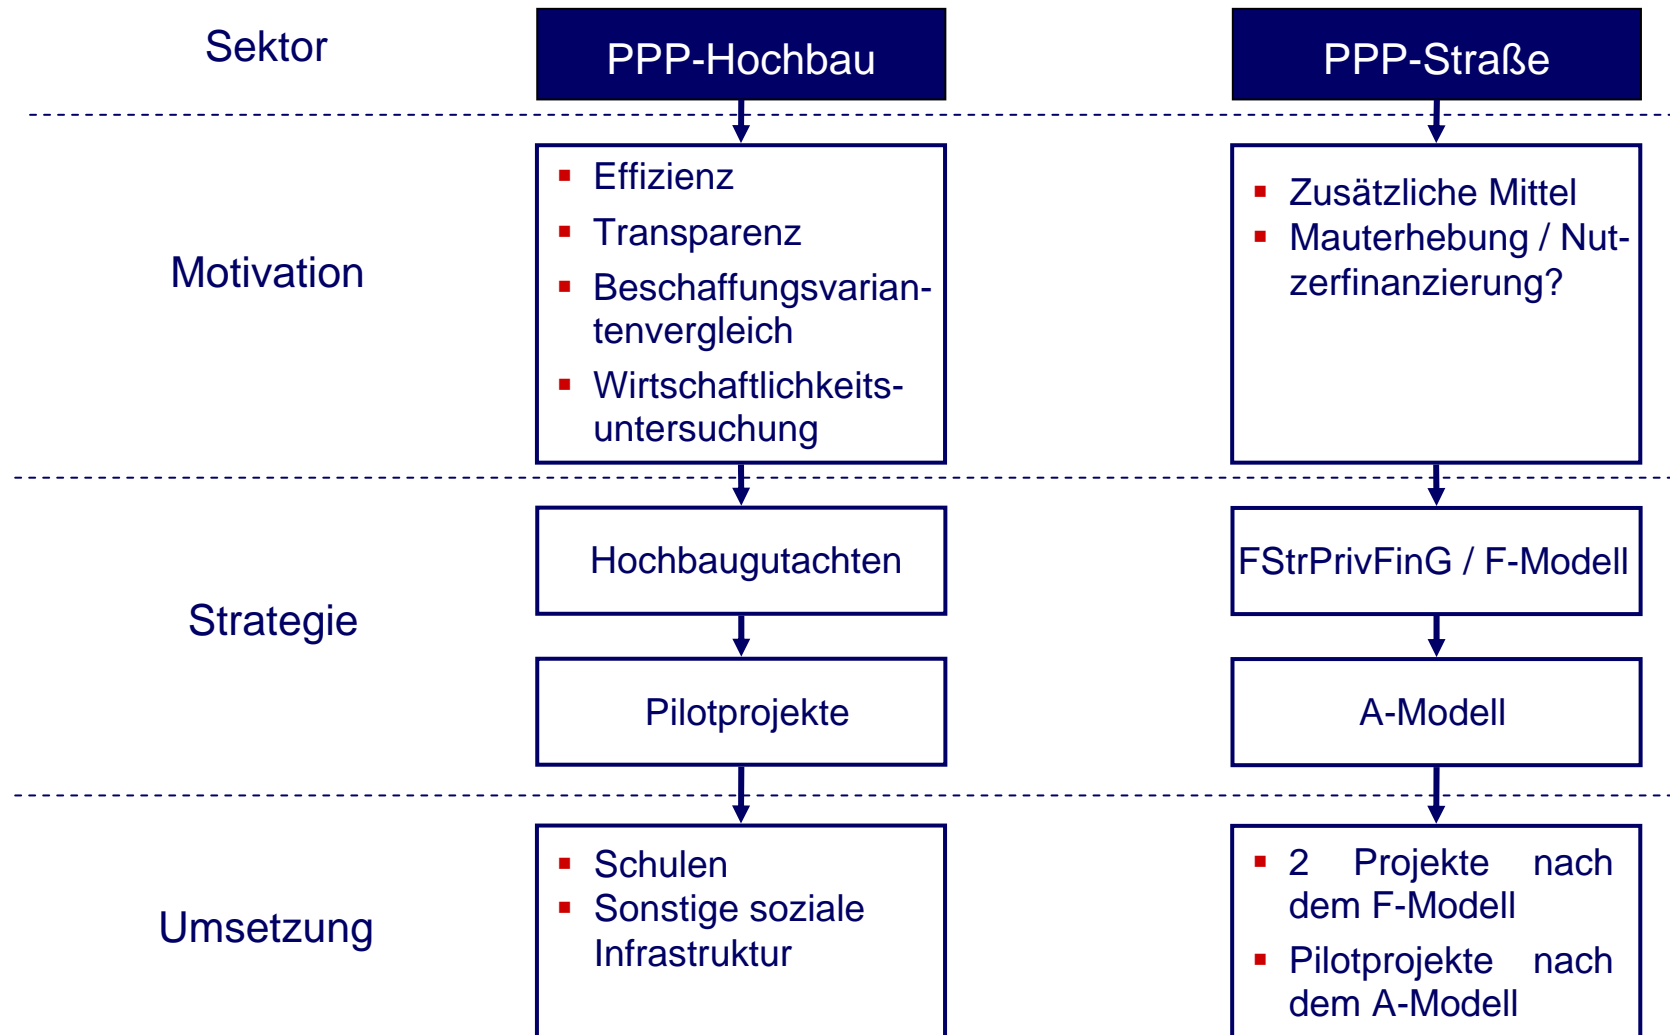 Sektor
PPP-Hochbau
PPP-Straße
Motivation
Effizienz
Transparenz
Beschaffungsvarian-
tenvergleich
Wirtschaftlichkeits-
untersuchung
Zusätzliche Mittel
Mauterhebung / Nut-
zerfinanzierung?
Strategie
Hochbaugutachten
FStrPrivFinG / F-Modell
Pilotprojekte
A-Modell
Umsetzung
Schulen
Sonstige soziale
Infrastruktur
2 Projekte nach
dem F-Modell
Pilotprojekte nach
dem A-Modell